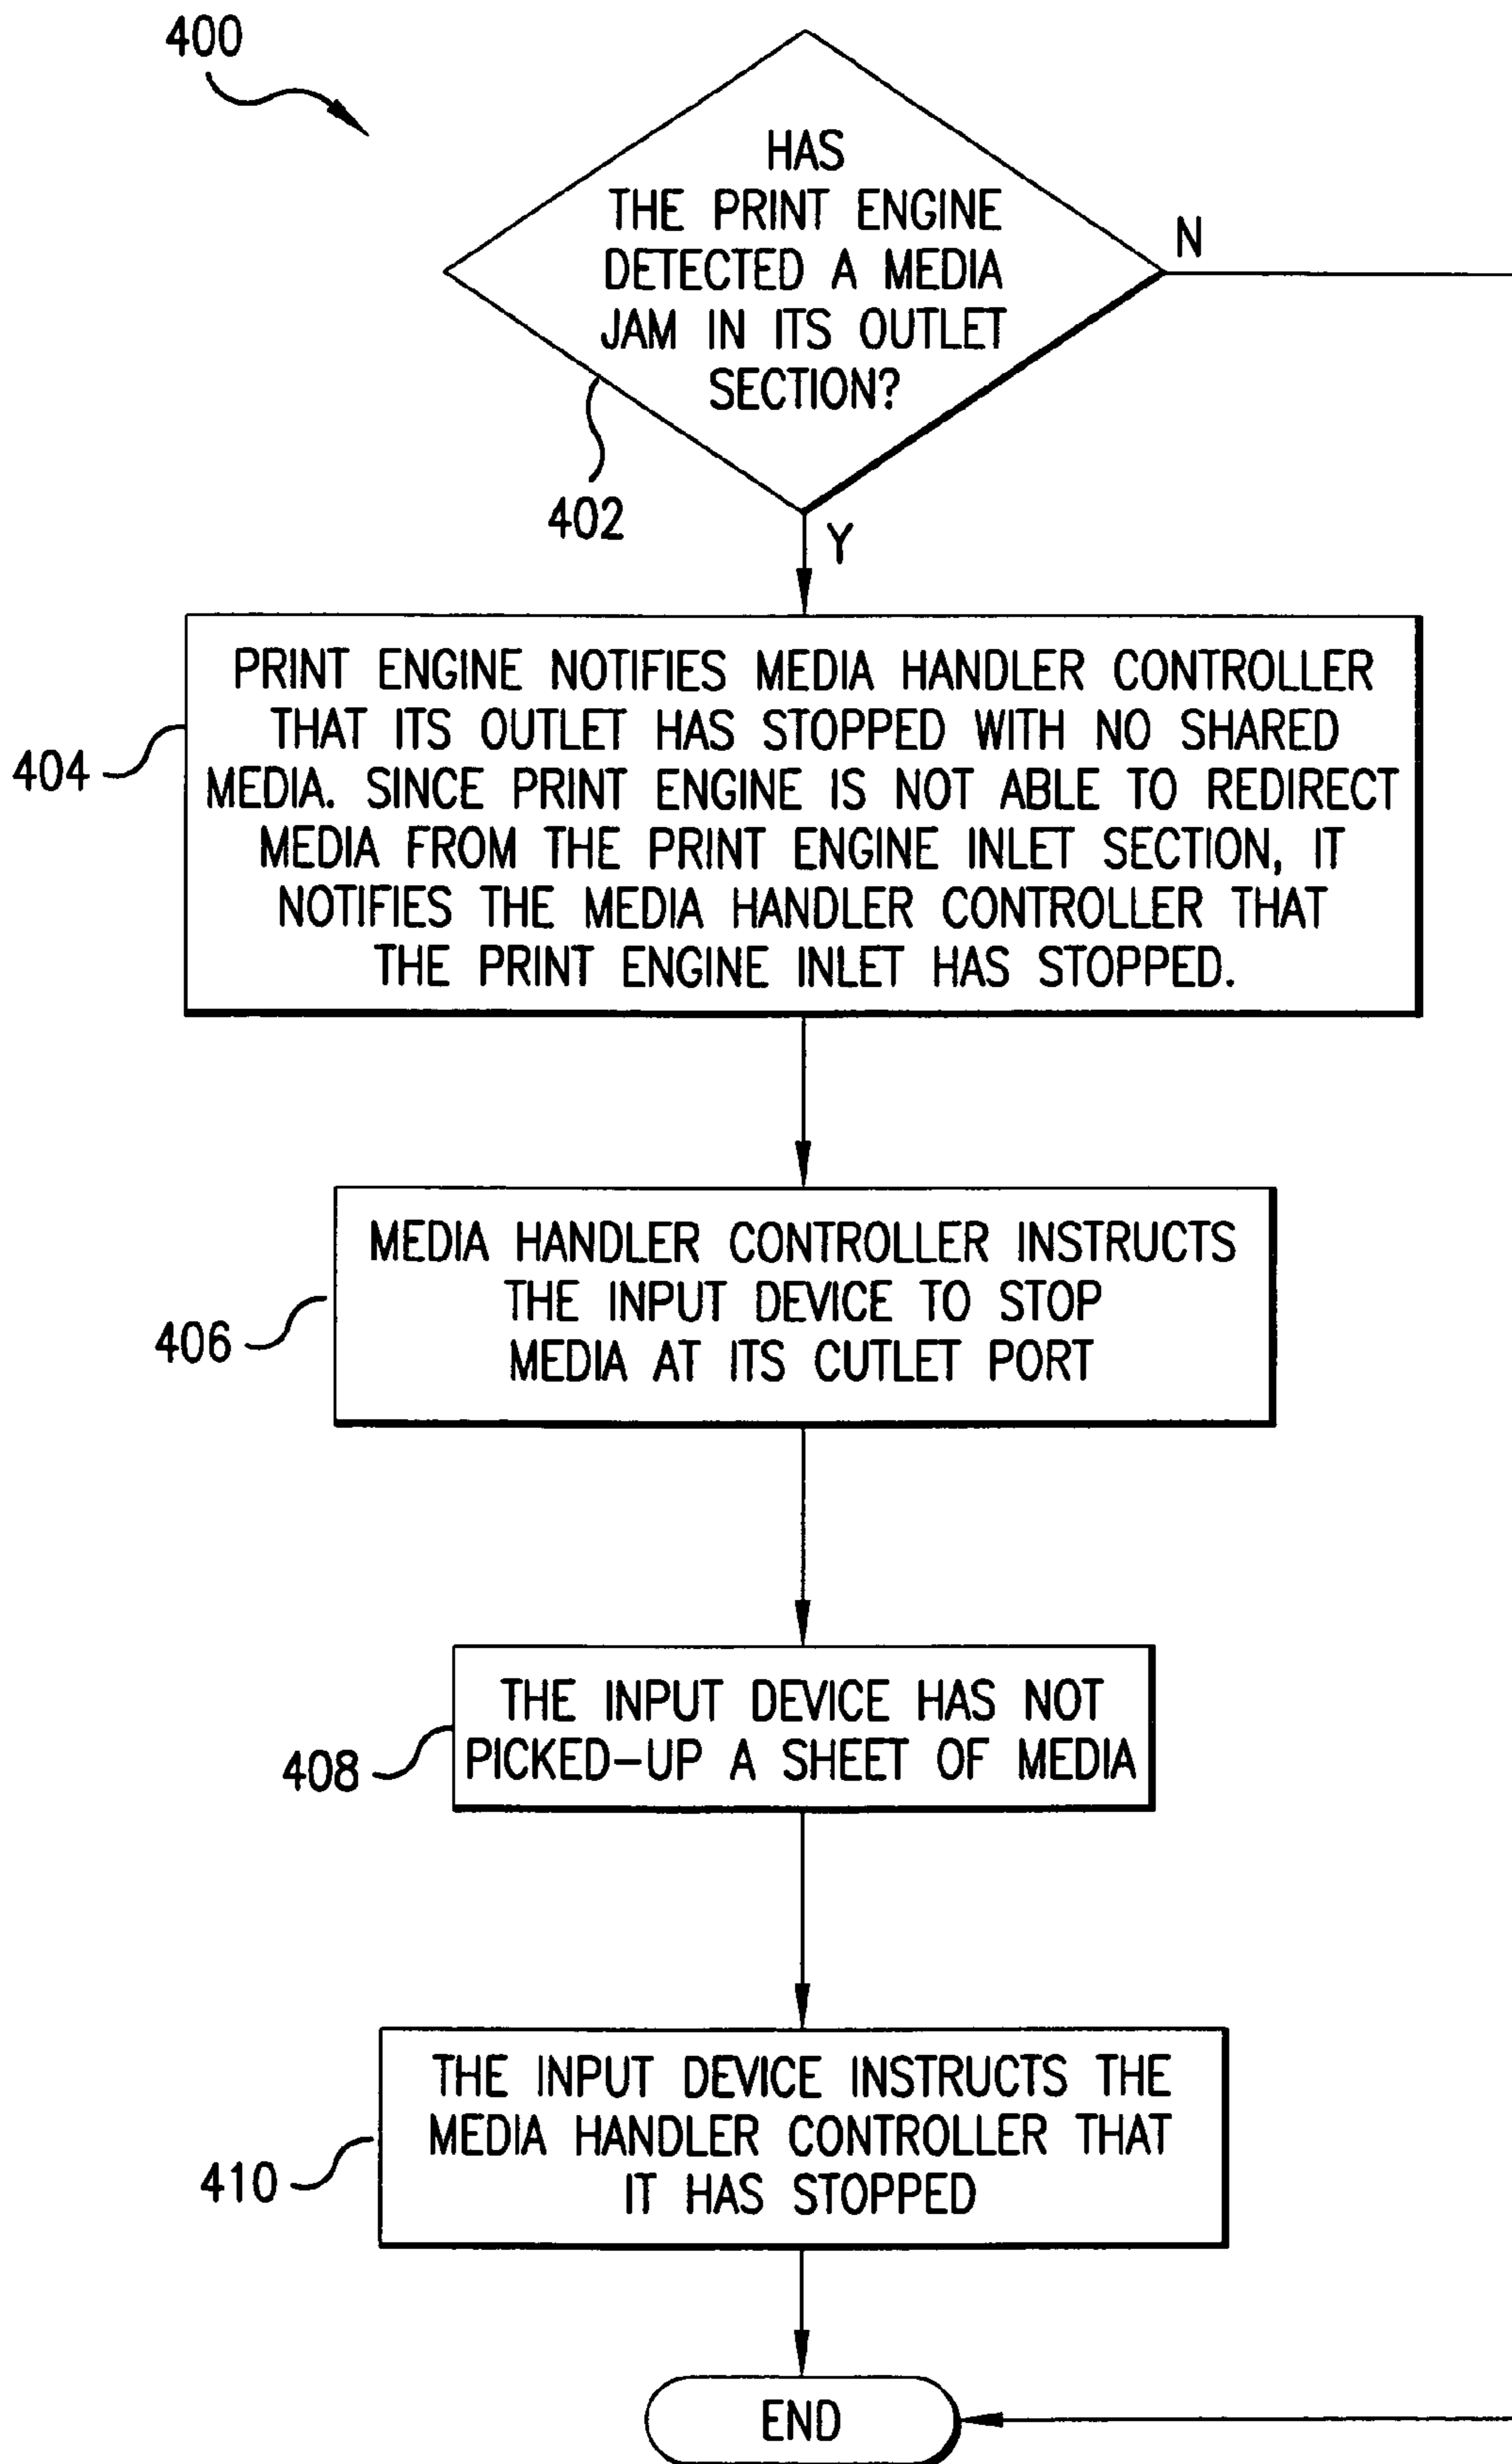 400
HAS
THE PRINT ENGINE
DETECTED A MEDIA
JAM IN ITS OUTLET
SECTION?
N
402
Y
PRINT ENGINE NOTIFIES MEDIA HANDLER CONTROLLER
THAT ITS OUTLET HAS STOPPED WITH NO SHARED
MEDIA. SINCE PRINT ENGINE IS NOT ABLE TO REDIRECT
MEDIA FROM THE PRINT ENGINE INLET SECTION, IT
NOTIFIES THE MEDIA HANDLER CONTROLLER THAT
THE PRINT ENGINE INLET HAS STOPPED.
404
MEDIA HANDLER CONTROLLER INSTRUCTS
THE INPUT DEVICE TO STOP
MEDIA AT ITS CUTLET PORT
406
THE INPUT DEVICE HAS NOT
PICKED-UP A SHEET OF MEDIA
408
THE INPUT DEVICE INSTRUCTS THE
MEDIA HANDLER CONTROLLER THAT
IT HAS STOPPED
410
END